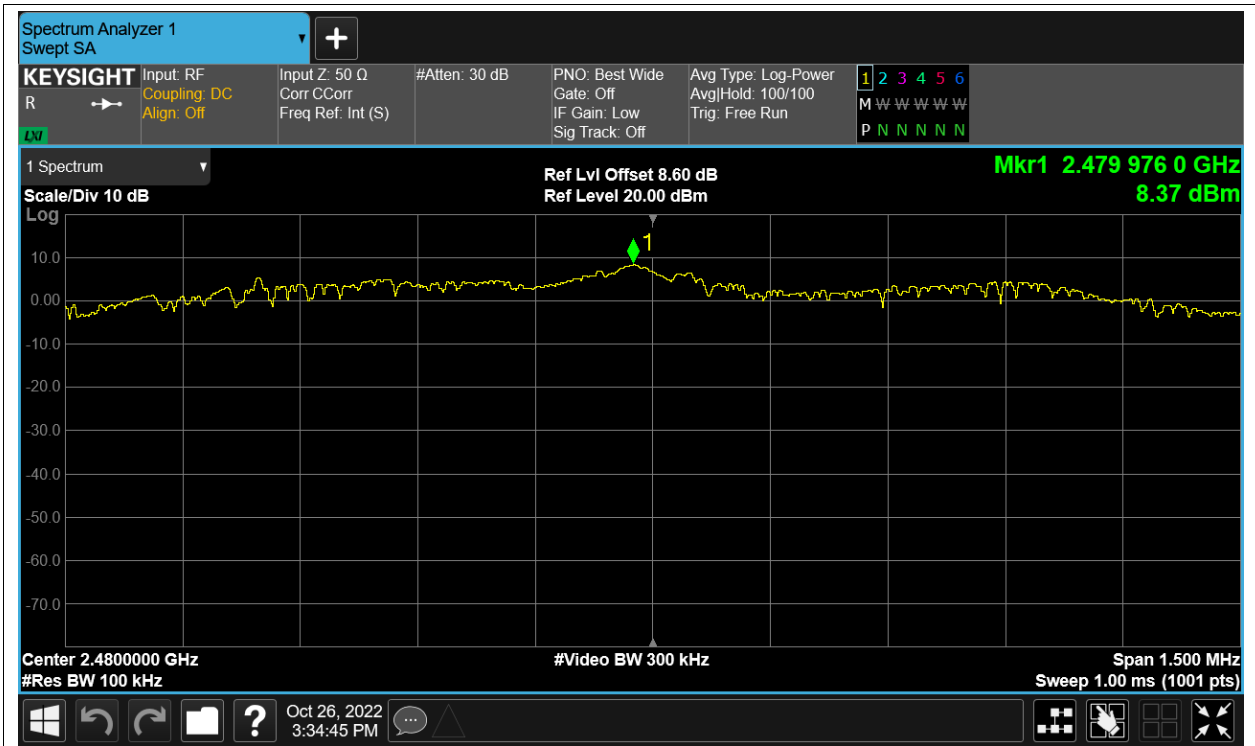 Spectrum Analyzer 1
Swept SA
KEYSIGHT
R
LXI
Input: RF
Coupling: DC
Align: Off
Input Z: 50 Ω
Corr CCorr
Freq Ref: Int (S)
#Atten: 30 dB
PNO: Best Wide
Gate: Off
IF Gain: Low
Sig Track: Off
Avg Type: Log-Power
Avg|Hold: 100/100
Trig: Free Run
1 2 3 4 5 6
M W W W W W
P N N N N N
1 Spectrum
Scale/Div 10 dB
Ref Lvl Offset 8.60 dB
Ref Level 20.00 dBm
Mkr1 2.479 976 0 GHz
8.37 dBm
Log
1
10.0
0.00
-10.0
-20.0
-30.0
-40.0
-50.0
-60.0
-70.0
Center 2.4800000 GHz
#Video BW 300 kHz
Span 1.500 MHz
#Res BW 100 kHz
Sweep 1.00 ms (1001 pts)
?
Oct 26, 2022
3:34:45 PM